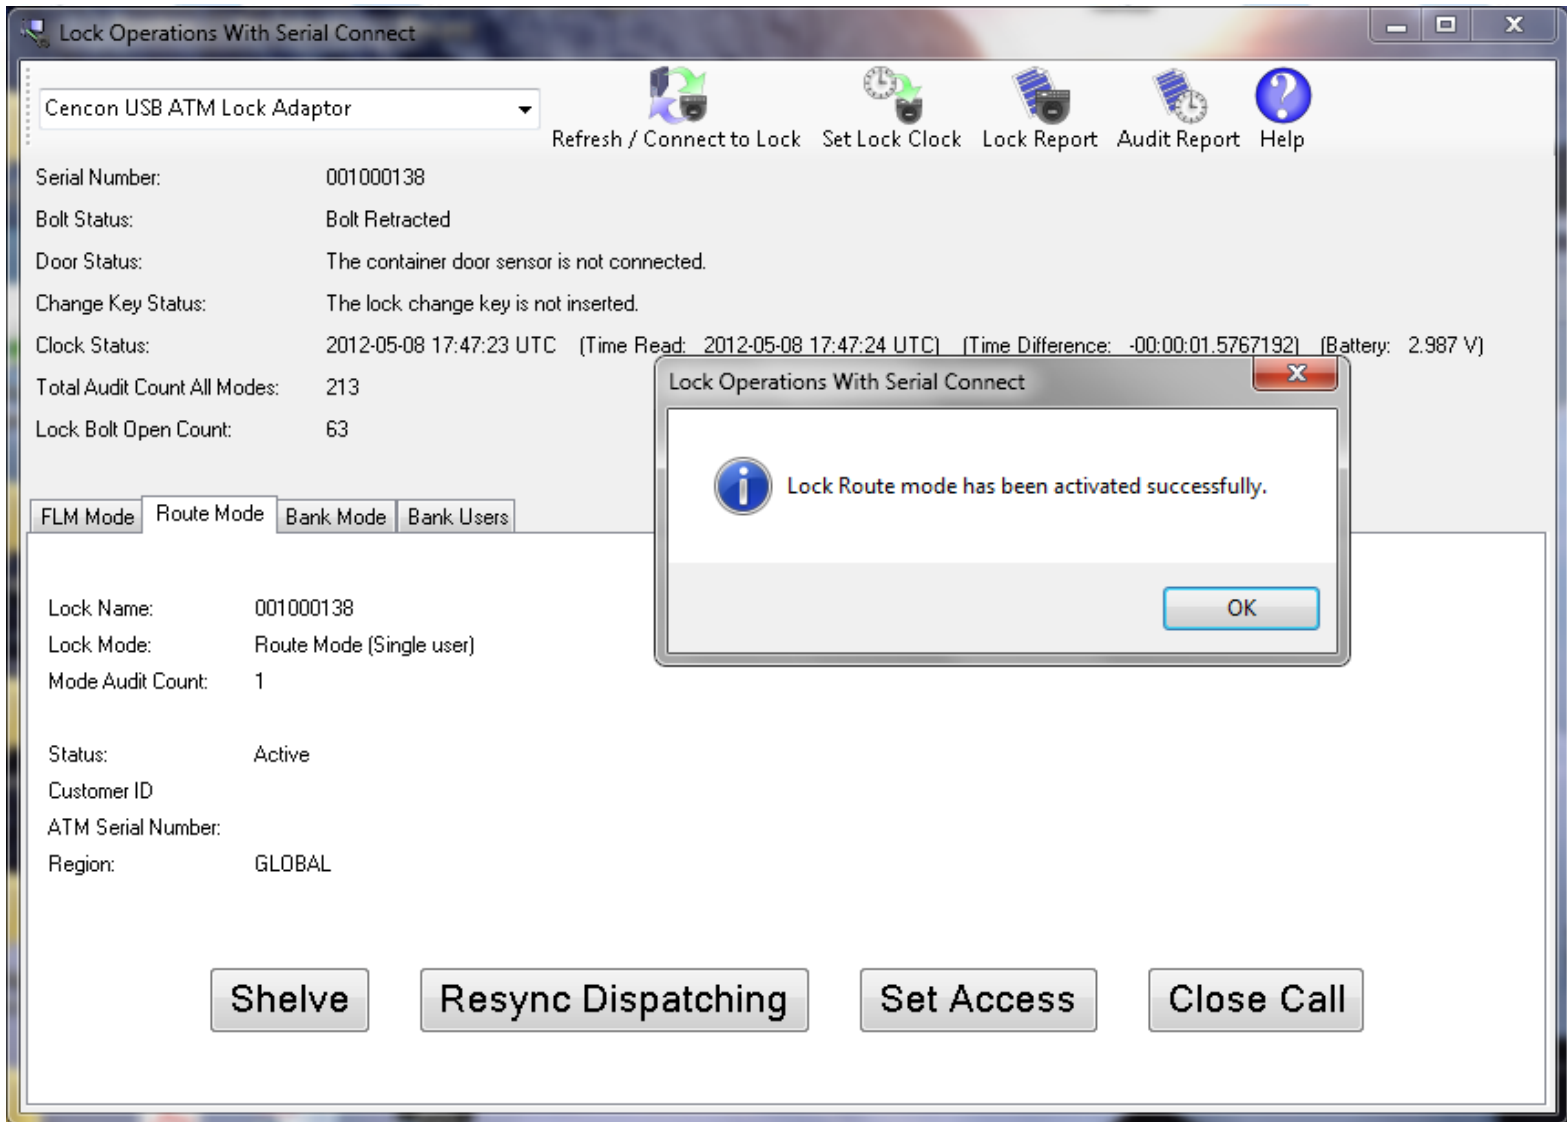 Lock Operations With Serial Connect
Cencon USB ATM Lock Adaptor
Refresh / Connect to Lock Set Lock Clock Lock Report Audit Report Help
Serial Number: 001000138
Bolt Status: Bolt Retracted
Door Status: The container door sensor is not connected.
Change Key Status: The lock change key is not inserted.
Clock Status: 2012-05-08 17:47:23 UTC (Time Read: 2012-05-08 17:47:24 UTC) (Time Difference: -00:00:01.5767192) (Battery: 2.987 V)
Total Audit Count All Modes: 213
Lock Bolt Open Count: 63
Lock Operations With Serial Connect
Lock Route mode has been activated successfully.
OK
FLM Mode Route Mode Bank Mode Bank Users
Lock Name: 001000138
Lock Mode: Route Mode (Single user)
Mode Audit Count: 1
Status: Active
Customer ID
ATM Serial Number:
Region: GLOBAL
Shelve Resync Dispatching Set Access Close Call